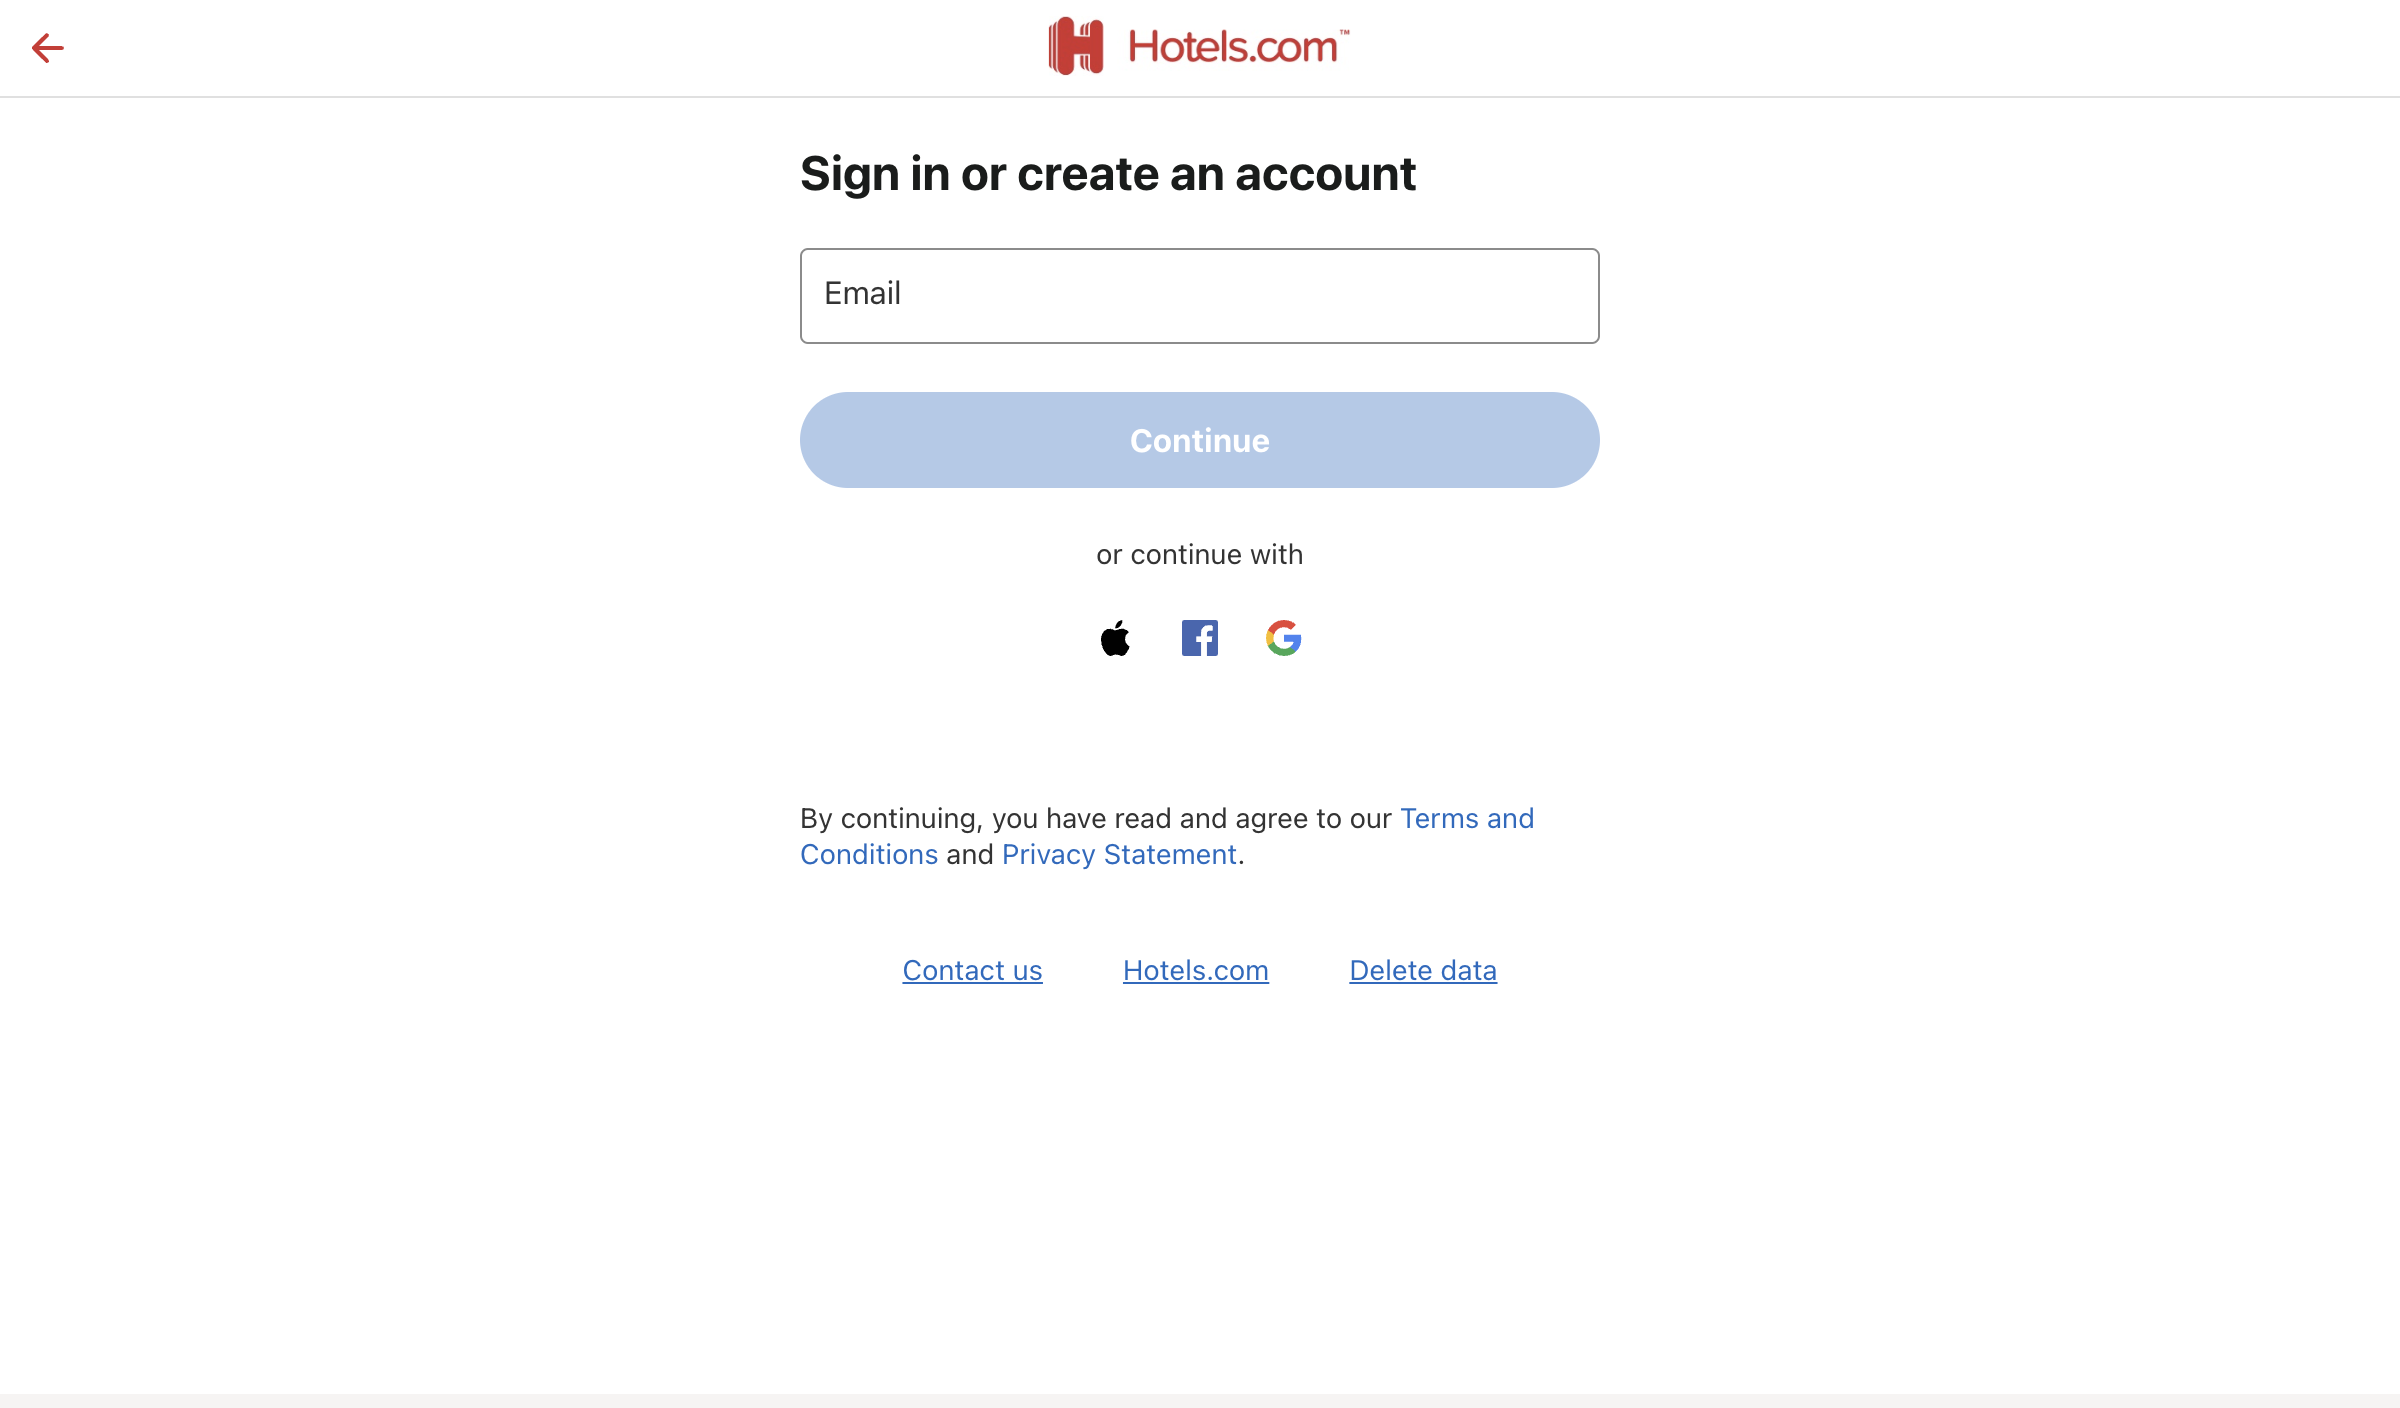 Hotels.com™
Sign in or create an account
Email
Continue
or continue with
By continuing, you have read and agree to our Terms and
Conditions and Privacy Statement.
Contact us
Hotels.com
Delete data